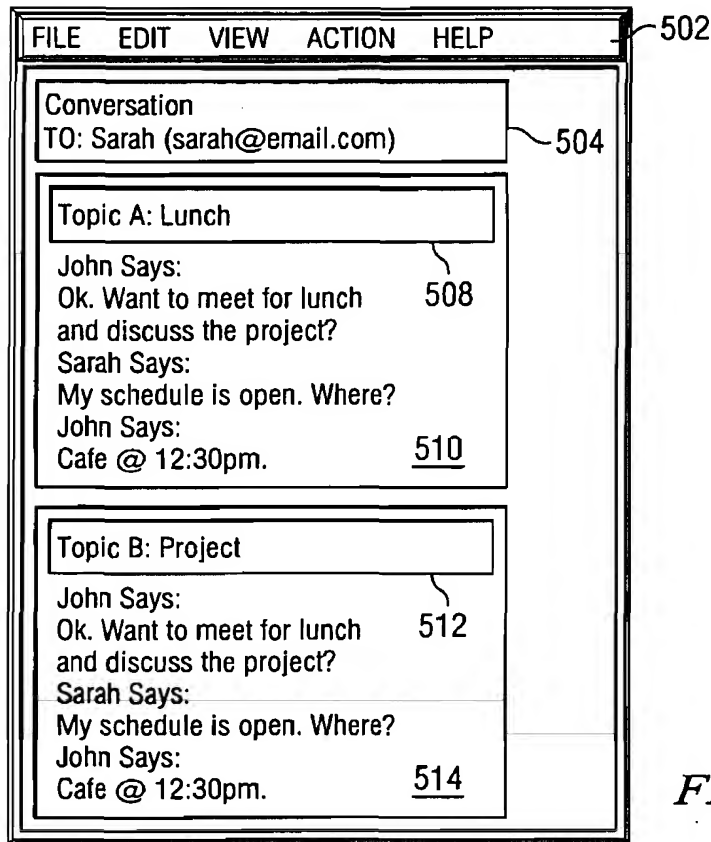 FILE EDIT VIEW ACTION HELP
502
Conversation
TO: Sarah (sarah@email.com)
504
Topic A: Lunch
508
John Says:
Ok. Want to meet for lunch
and discuss the project?
Sarah Says:
My schedule is open. Where?
John Says:
Cafe @ 12:30pm.
510
Topic B: Project
512
John Says:
Ok. Want to meet for lunch
and discuss the project?
Sarah Says:
My schedule is open. Where?
John Says:
Cafe @ 12:30pm.
514